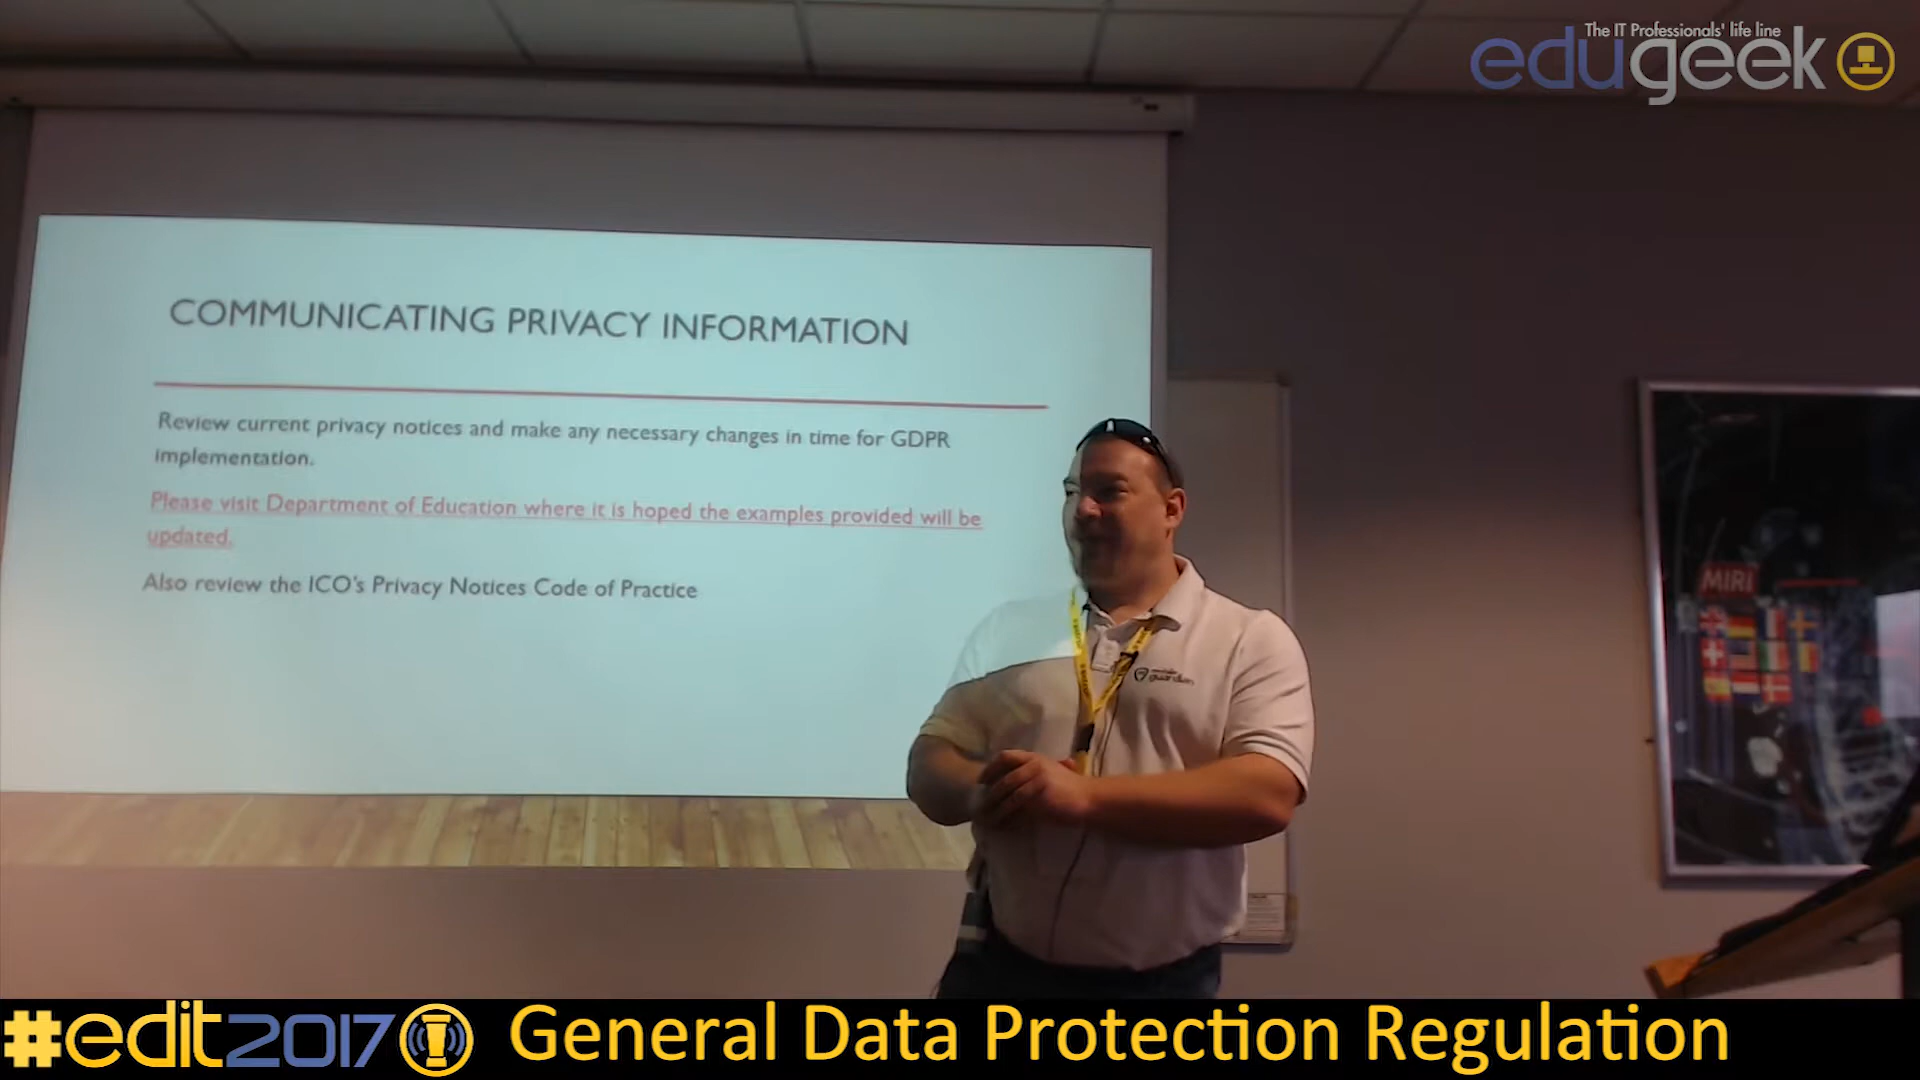 The IT Professionals' life line
edugeek
COMMUNICATING PRIVACY INFORMATION
Review current privacy notices and make any necessary changes in time for GDPR
implementation.
Please visit Department of Education where it is hoped the examples provided will be
updated.
Also review the ICO's Privacy Notices Code of Practice
guardian
MIRI
#edit2017 General Data Protection Regulation